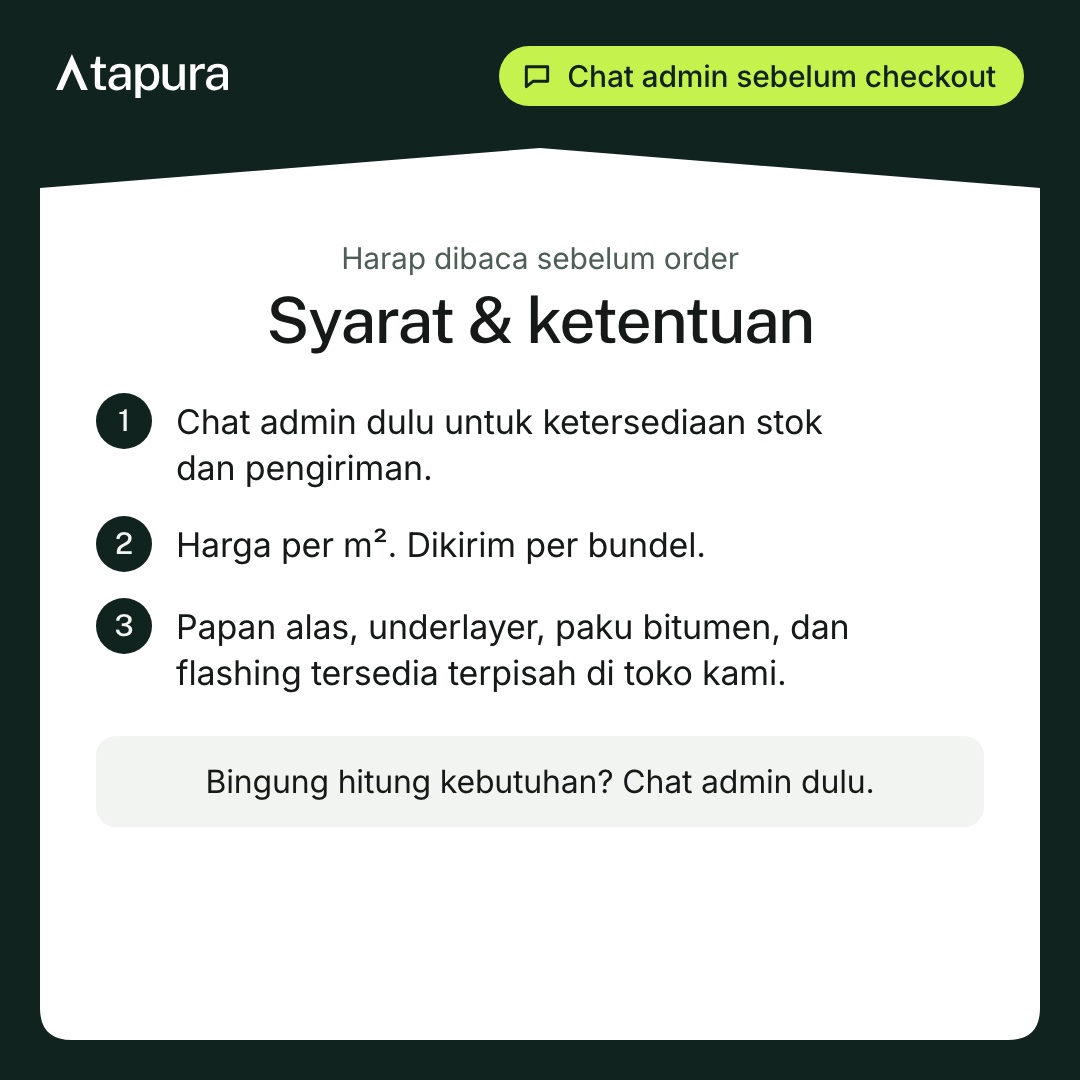 Atapura
Chat admin sebelum checkout
Harap dibaca sebelum order
Syarat & ketentuan
1 Chat admin dulu untuk ketersediaan stok
dan pengiriman.
2 Harga per m². Dikirim per bundel.
3 Papan alas, underlayer, paku bitumen, dan
flashing tersedia terpisah di toko kami.
Bingung hitung kebutuhan? Chat admin dulu.